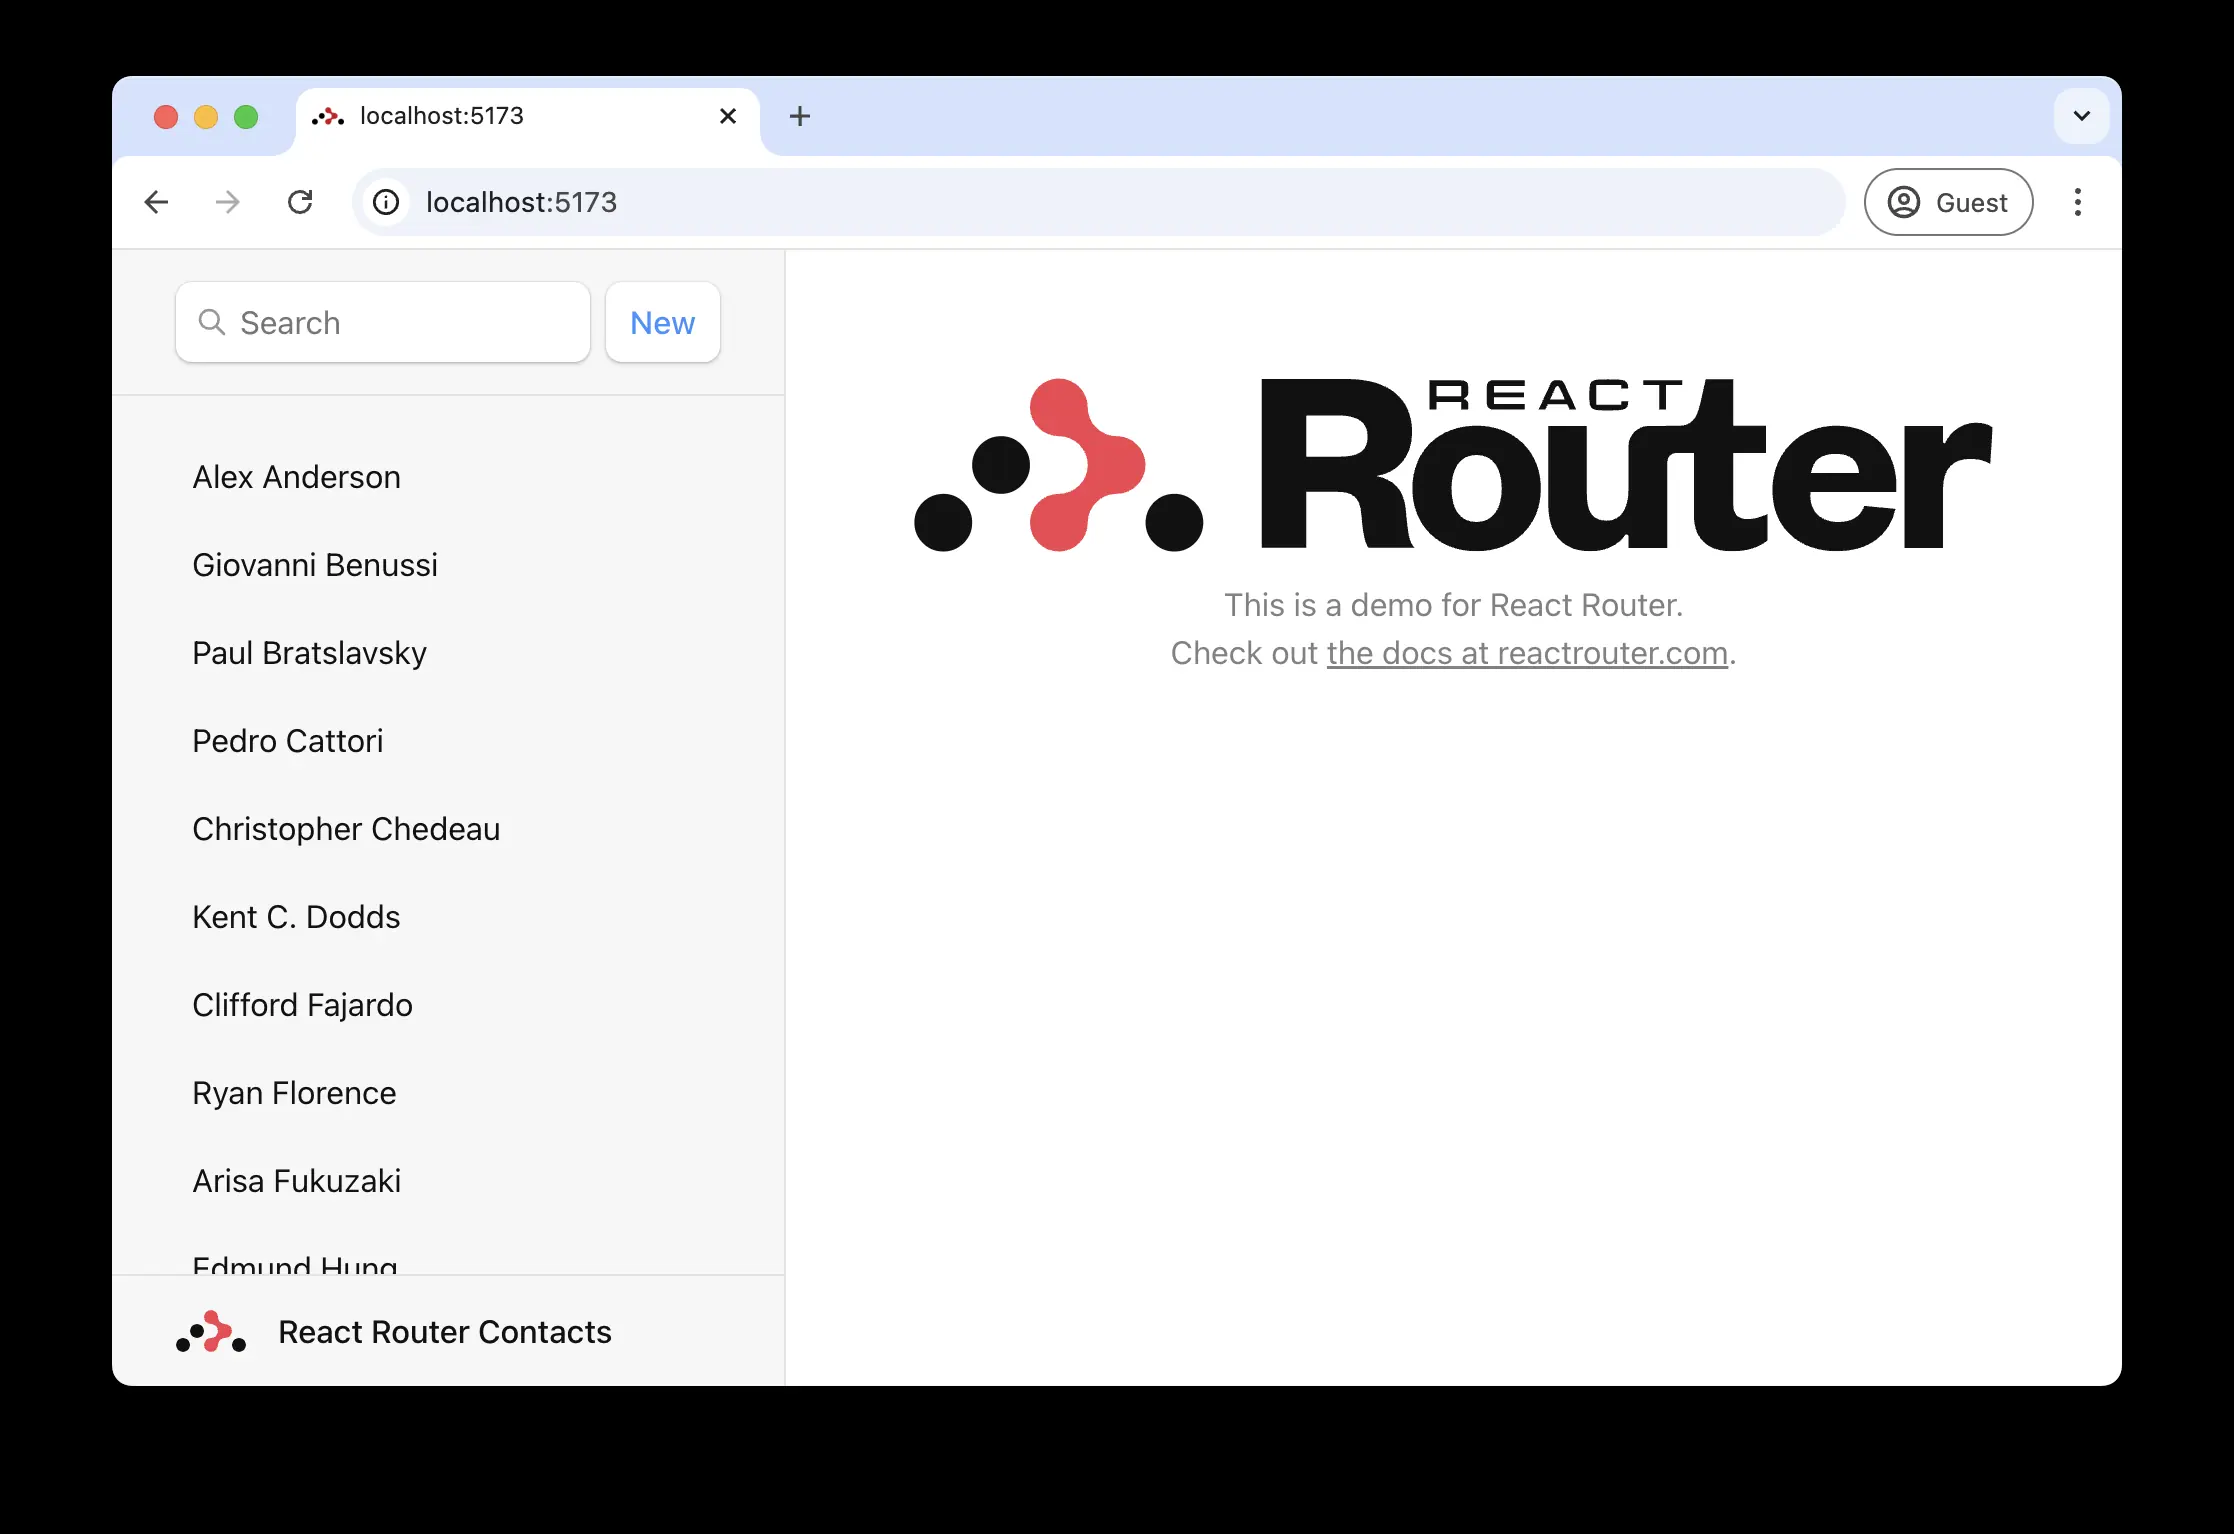 localhost:5173
localhost:5173
Guest
Search
New
Alex Anderson
Giovanni Benussi
Paul Bratslavsky
Pedro Cattori
Christopher Chedeau
Kent C. Dodds
Clifford Fajardo
Ryan Florence
Arisa Fukuzaki
Edmund Hung
React Router Contacts
REACT
Router
This is a demo for React Router.
Check out the docs at reactrouter.com.